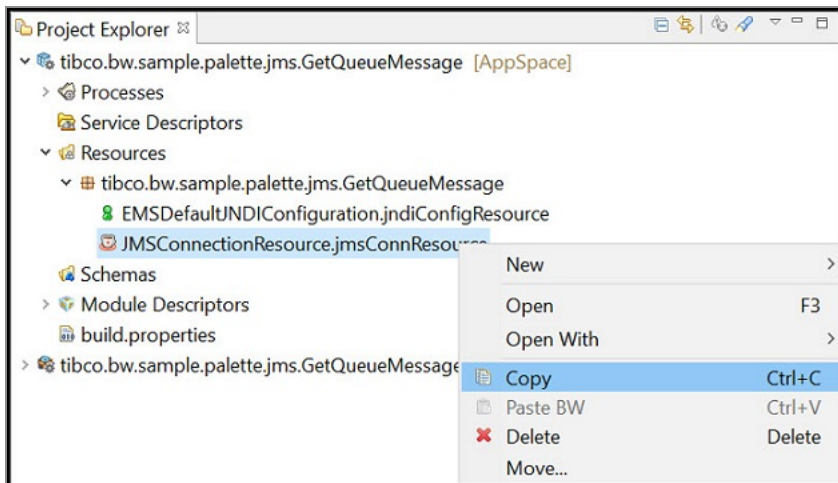 Project Explorer
tibco.bw.sample.palette.jms.GetQueueMessage [AppSpace]
Processes
Service Descriptors
Resources
tibco.bw.sample.palette.jms.GetQueueMessage
EMSDefaultJNDIConfiguration.jndiConfigResource
JMSConnectionResource.jmsConnResource
New
Schemas
Module Descriptors
Open F3
build.properties
Open With
tibco.bw.sample.palette.jms.GetQueueMessage
Copy Ctrl+C
Paste BW Ctrl+V
Delete Delete
Move...